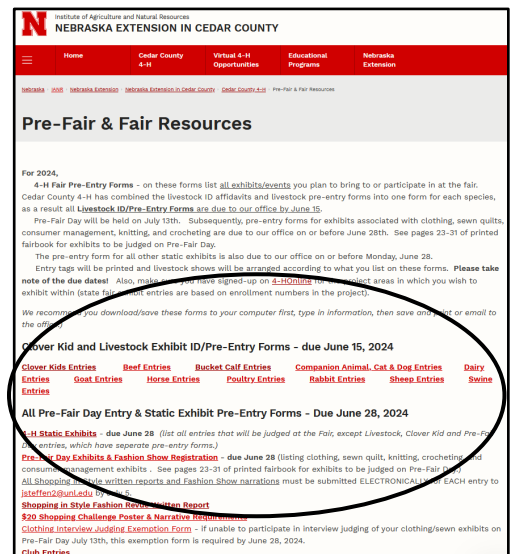 Institute of Agriculture and Natural Resources
NEBRASKA EXTENSION IN CEDAR COUNTY
Home
Cedar County
4-H
Virtual 4-H
Opportunities
Educational
Programs
Nebraska
Extension
Nebraska · IANR · Nebraska Extension · Nebraska Extension in Cedar County · Cedar County 4-H · Pre-Fair & Fair Resources
Pre-Fair & Fair Resources
For 2024,
4-H Fair Pre-Entry Forms - on these forms list all exhibits/events you plan to bring to or participate in at the fair.
Cedar County 4-H has combined the livestock ID affidavits and livestock pre-entry forms into one form for each species,
as a result all Livestock ID/Pre-Entry Forms are due to our office by June 15.
Pre-Fair Day will be held on July 13th. Subsequently, pre-entry forms for exhibits associated with clothing, sewn quilts,
consumer management, knitting, and crocheting are due to our office on or before June 28th. See pages 23-31 of printed
fairbook for exhibits to be judged on Pre-Fair Day.
The pre-entry form for all other static exhibits is also due to our office on or before Monday, June 28.
Entry tags will be printed and livestock shows will be arranged according to what you list on these forms. Please take
note of the due dates! Also, make sure you have signed-up on 4-HOnline for the project areas in which you wish to
exhibit within (state fair exhibit entries are based on enrollment numbers in the project).
We recommend you download/save these forms to your computer first, type in information, then save and print or email to
the office.)
Clover Kid and Livestock Exhibit ID/Pre-Entry Forms - due June 15, 2024
Clover Kids Entries Beef Entries Bucket Calf Entries Companion Animal, Cat & Dog Entries Dairy
Entries Goat Entries Horse Entries Poultry Entries Rabbit Entries Sheep Entries Swine
Entries
All Pre-Fair Day Entry & Static Exhibit Pre-Entry Forms - Due June 28, 2024
4-H Static Exhibits - due June 28 (list all entries that will be judged at the Fair, except Livestock, Clover Kid and Pre-Fair
Day entries, which have seperate pre-entry forms.)
Pre-Fair Day Exhibits & Fashion Show Registration - due June 28 (listing clothing, sewn quilt, knitting, crocheting, and
consumer management exhibits . See pages 23-31 of printed fairbook for exhibits to be judged on Pre-Fair Day.)
All Shopping in Style written reports and Fashion Show narrations must be submitted ELECTRONICALLY for EACH entry to
jsteffen2@unl.edu by July 5.
Shopping in Style Fashion Revue Written Report
$20 Shopping Challenge Poster & Narrative Requirements
Clothing Interview Judging Exemption Form - if unable to participate in interview judging of your clothing/sewn exhibits on
Pre-Fair Day July 13th, this exemption form is required by June 28, 2024.
Club Entries